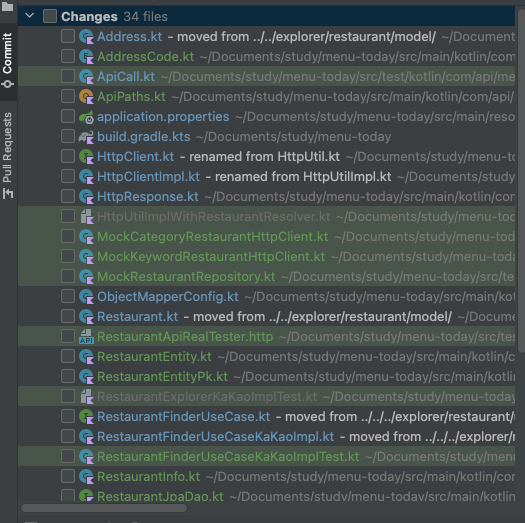 Changes 34 files
Commit
Pull Requests
Address.kt - moved from ../../explorer/restaurant/model/ ~/Document
AddressCode.kt ~/Documents/study/menu-today/src/main/kotlin/com
ApiCall.kt ~/Documents/study/menu-today/src/test/kotlin/com/api/me
ApiPaths.kt ~/Documents/study/menu-today/src/main/kotlin/com/api/
application.properties ~/Documents/study/menu-today/src/main/reso
build.gradle.kts ~/Documents/study/menu-today
HttpClient.kt - renamed from HttpUtil.kt ~/Documents/study/menu-to
HttpClientImpl.kt - renamed from HttpUtilImpl.kt ~/Documents/study/
HttpResponse.kt ~/Documents/study/menu-today/src/main/kotlin/com
HttpUtilImplWithRestaurantResolver.kt ~/Documents/study/menu-tod
MockCategoryRestaurantHttpClient.kt ~/Documents/study/menu-toda
MockKeywordRestaurantHttpClient.kt ~/Documents/study/menu-toda
MockRestaurantRepository.kt ~/Documents/study/menu-today/src/te
ObjectMapperConfig.kt ~/Documents/study/menu-today/src/main/kot
Restaurant.kt - moved from ../../explorer/restaurant/model/ ~/Docum
API RestaurantApiRealTester.http ~/Documents/study/menu-today/src/tes
RestaurantEntity.kt ~/Documents/study/menu-today/src/main/kotlin/c
RestaurantEntityPk.kt ~/Documents/study/menu-today/src/main/kotlin
RestaurantExplorerKaKaoImplTest.kt ~/Documents/study/menu-today
RestaurantFinderUseCase.kt - moved from ../../../explorer/restaurant/
RestaurantFinderUseCaseKaKaoImpl.kt - moved from ../../../explorer/r
RestaurantFinderUseCaseKaKaoImplTest.kt ~/Documents/study/menu
RestaurantInfo.kt ~/Documents/study/menu-today/src/main/kotlin/com
RestaurantJpaDao.kt ~/Documents/study/menu-today/src/main/kotlin